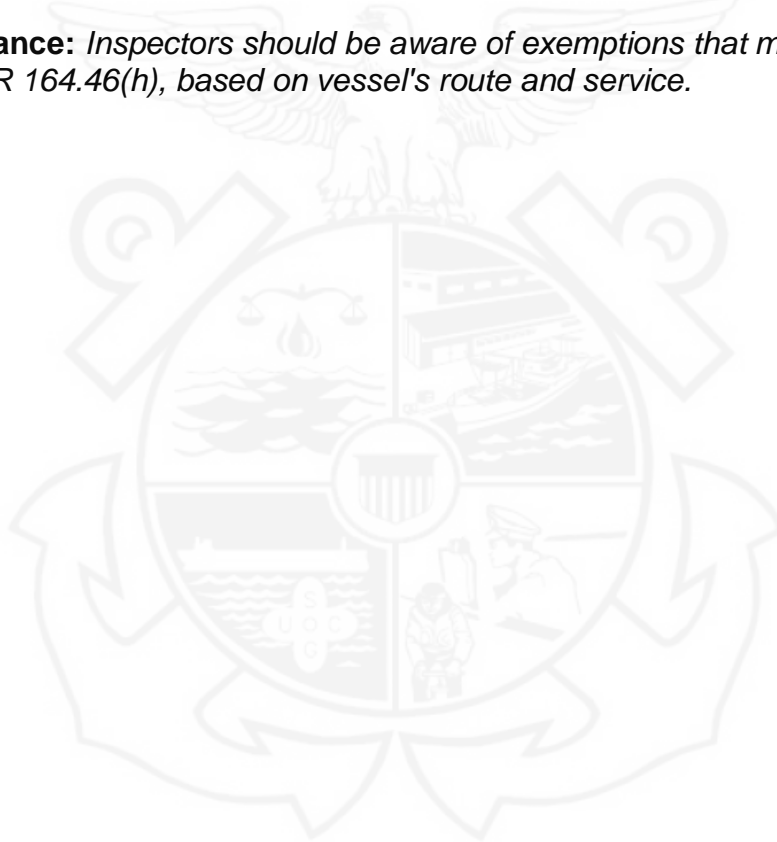 ance: Inspectors should be aware of exemptions that m
R 164.46(h), based on vessel's route and service.
S
U O C
G